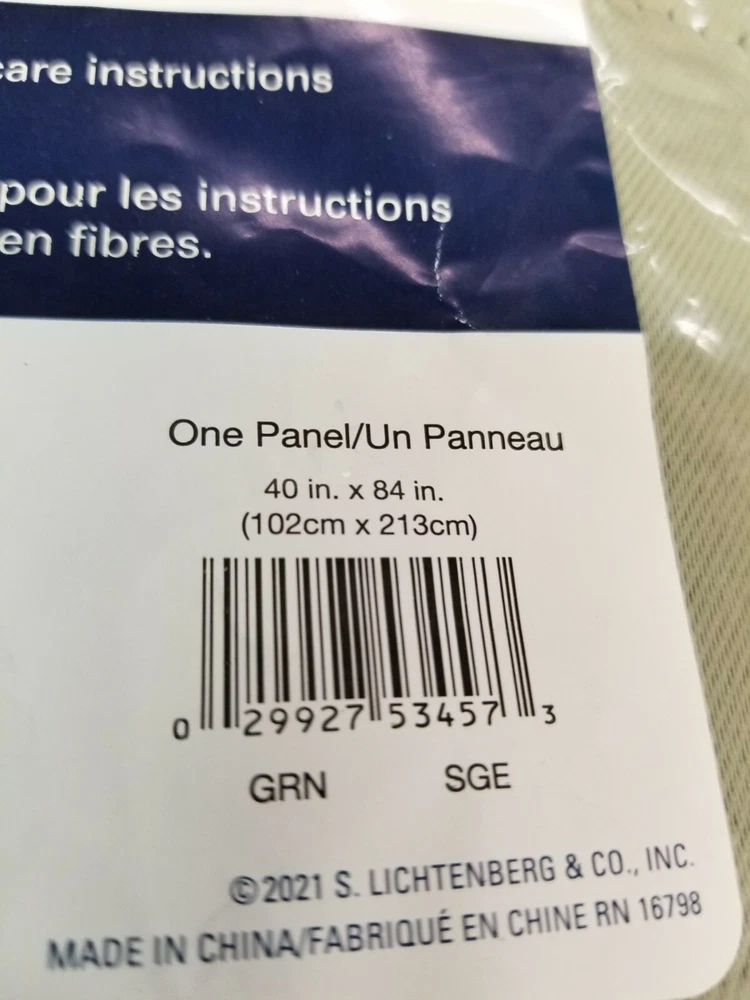 care instructions
pour les instructions
en fibres.
One Panel/Un Panneau
40 in. x 84 in.
(102cm x 213cm)
0 29927 53457 3
GRN SGE
©2021 S. LICHTENBERG & CO., INC.
MADE IN CHINA/FABRIQUÉ EN CHINE RN 16798